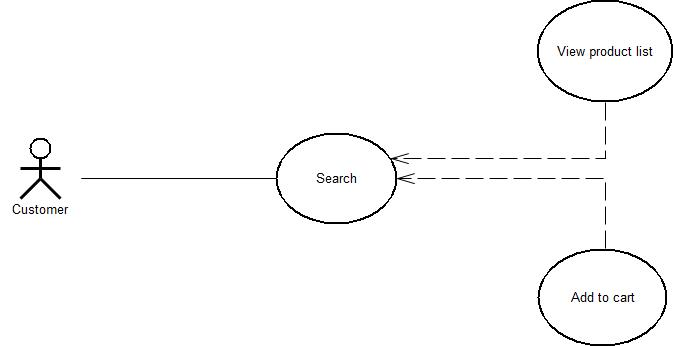 View product list
Search
Customer
Add to cart